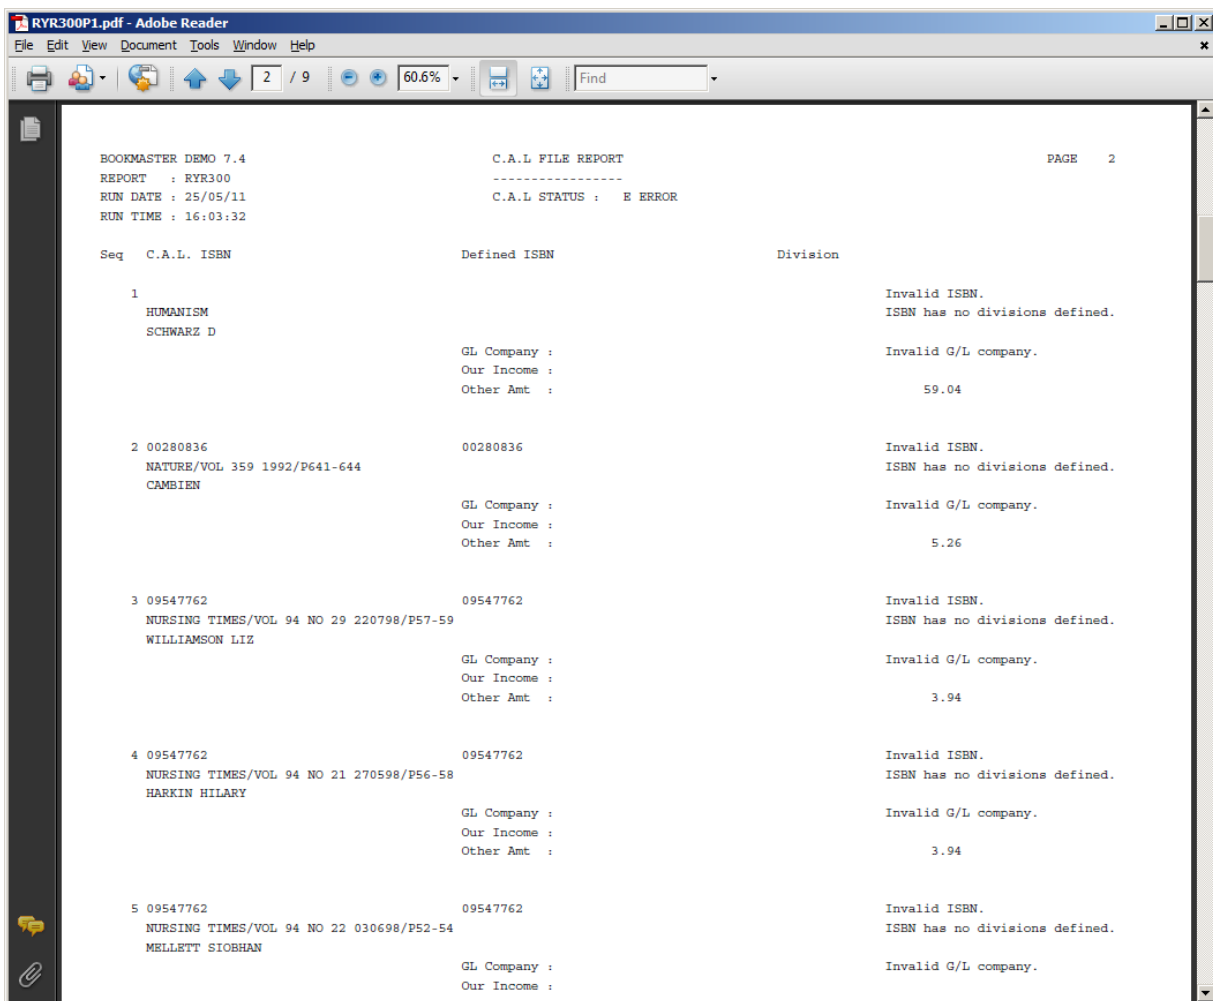 RYR300P1.pdf - Adobe Reader
File Edit View Document Tools Window Help
2 / 9 60.6% Find
BOOKMASTER DEMO 7.4 C.A.L FILE REPORT PAGE 2
REPORT : RYR300 -----------------
RUN DATE : 25/05/11 C.A.L STATUS : E ERROR
RUN TIME : 16:03:32
Seq C.A.L. ISBN Defined ISBN Division
1 Invalid ISBN.
HUMANISM ISBN has no divisions defined.
SCHWARZ D
GL Company : Invalid G/L company.
Our Income :
Other Amt : 59.04
2 00280836 00280836 Invalid ISBN.
NATURE/VOL 359 1992/P641-644 ISBN has no divisions defined.
CAMBIEN
GL Company : Invalid G/L company.
Our Income :
Other Amt : 5.26
3 09547762 09547762 Invalid ISBN.
NURSING TIMES/VOL 94 NO 29 220798/P57-59 ISBN has no divisions defined.
WILLIAMSON LIZ
GL Company : Invalid G/L company.
Our Income :
Other Amt : 3.94
4 09547762 09547762 Invalid ISBN.
NURSING TIMES/VOL 94 NO 21 270598/P56-58 ISBN has no divisions defined.
HARKIN HILARY
GL Company : Invalid G/L company.
Our Income :
Other Amt : 3.94
5 09547762 09547762 Invalid ISBN.
NURSING TIMES/VOL 94 NO 22 030698/P52-54 ISBN has no divisions defined.
MELLETT SIOBHAN
GL Company : Invalid G/L company.
Our Income :